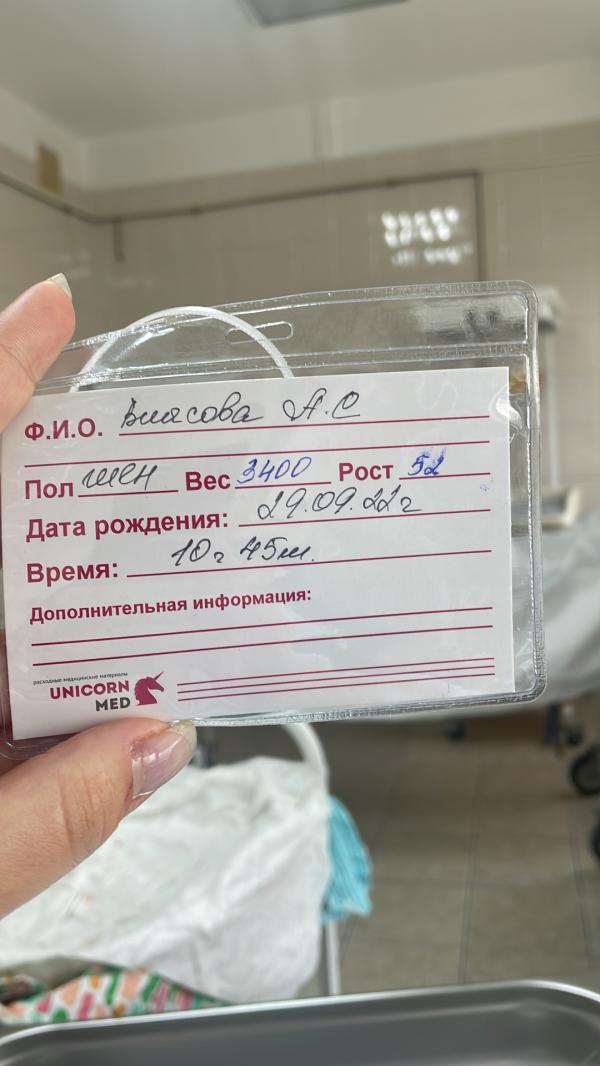 Ф.И.О. Власова А.С
Пол жен Вес 3400 Рост 52
Дата рождения: 29.09.22г
Время: 10ч 45м.
Дополнительная информация:
расходные медицинские материалы
UNICORN
MED